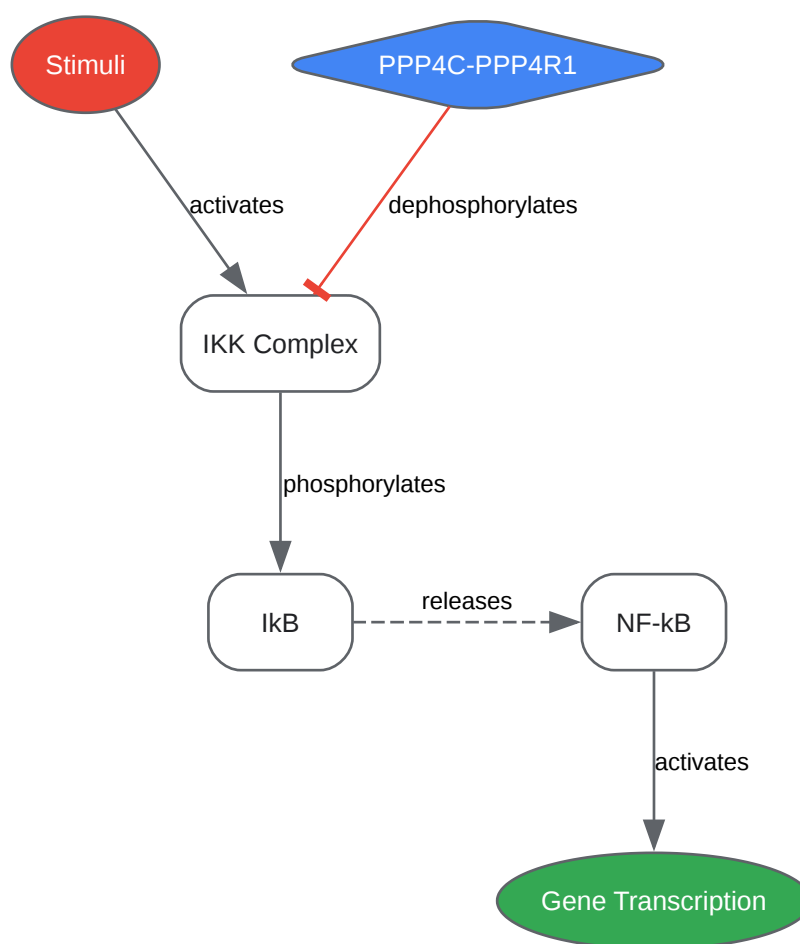 Stimuli
PPP4C-PPP4R1
activates
dephosphorylates
IKK Complex
phosphorylates
releases
IkB
NF-kB
activates
Gene Transcription